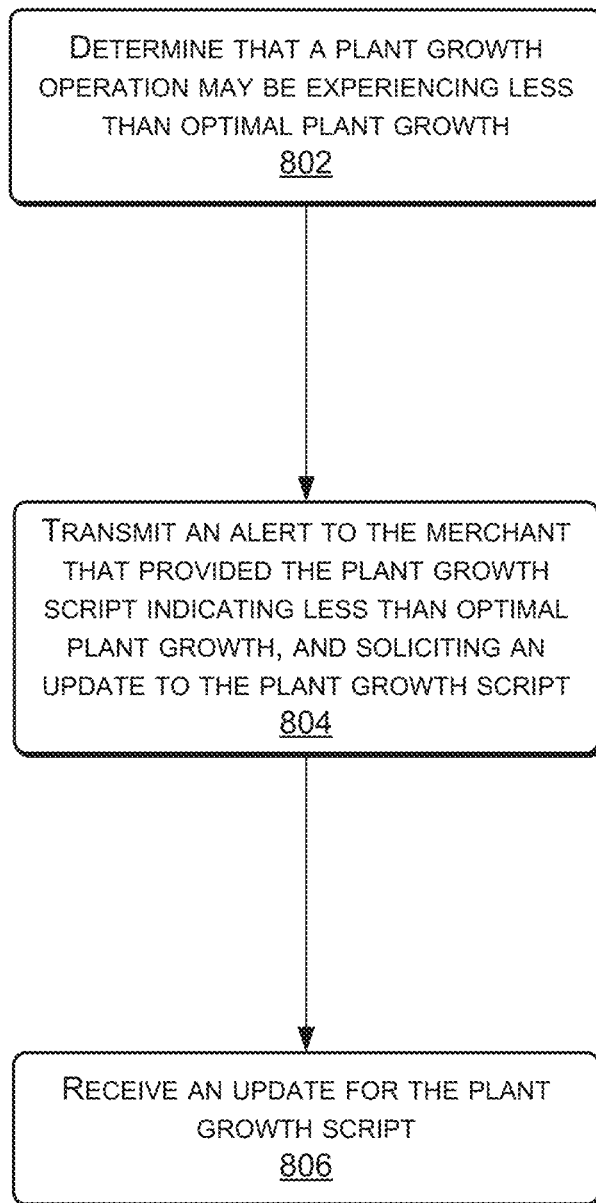 DETERMINE THAT A PLANT GROWTH
OPERATION MAY BE EXPERIENCING LESS
THAN OPTIMAL PLANT GROWTH
802
TRANSMIT AN ALERT TO THE MERCHANT
THAT PROVIDED THE PLANT GROWTH
SCRIPT INDICATING LESS THAN OPTIMAL
PLANT GROWTH, AND SOLICITING AN
UPDATE TO THE PLANT GROWTH SCRIPT
804
RECEIVE AN UPDATE FOR THE PLANT
GROWTH SCRIPT
806